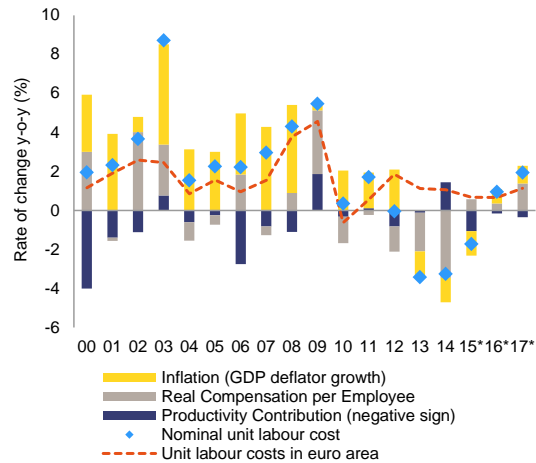 Rate of change y-o-y (%)
10
8
6
4
2
0
-2
-4
-6
00 01 02 03 04 05 06 07 08 09 10 11 12 13 14 15* 16* 17*
Inflation (GDP deflator growth)
Real Compensation per Employee
Productivity Contribution (negative sign)
Nominal unit labour cost
Unit labour costs in euro area